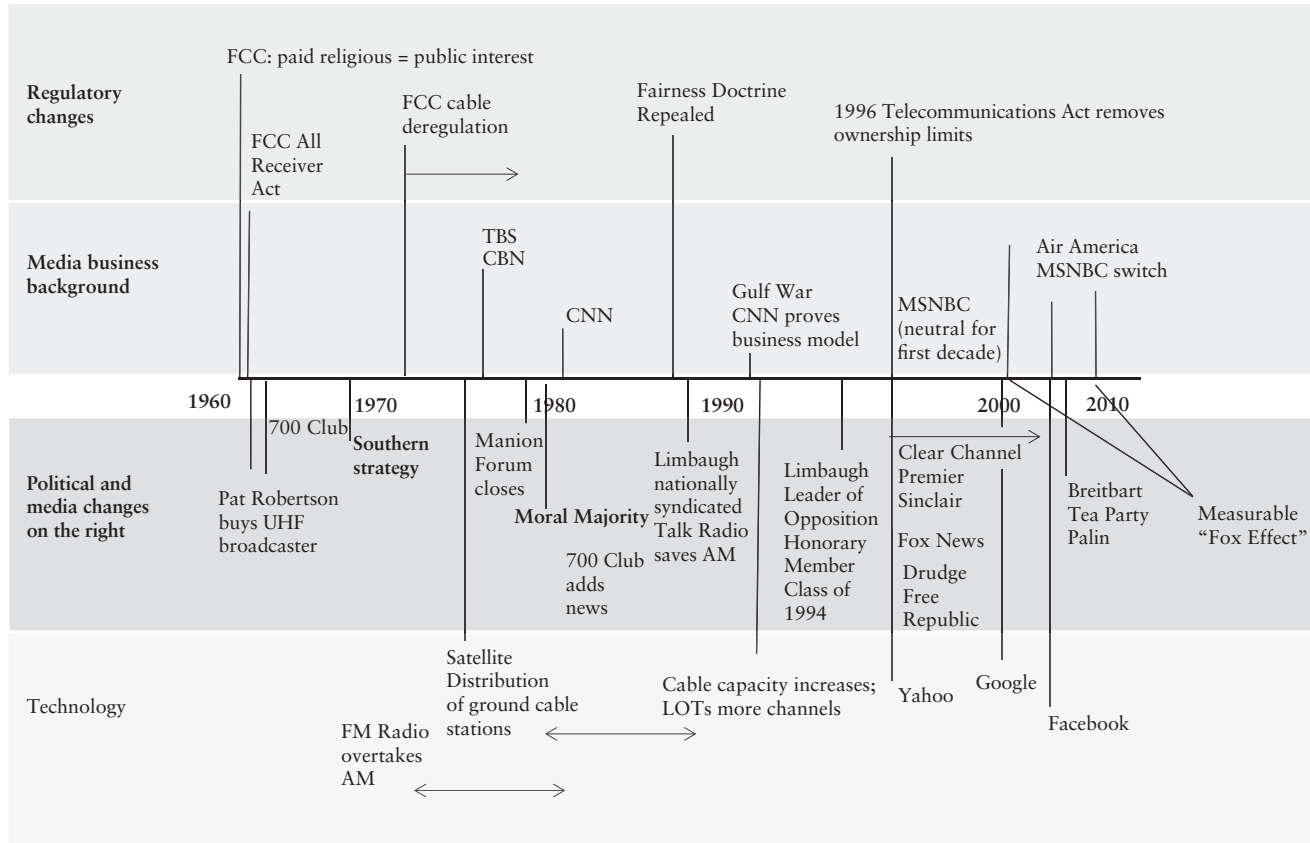 FCC: paid religious = public interest
Regulatory
changes
FCC All
Receiver
Act
FCC cable
deregulation
Fairness Doctrine
Repealed
1996 Telecommunications Act removes
ownership limits
Media business
background
TBS
CBN
CNN
Gulf War
CNN proves
business model
MSNBC
(neutral for
first decade)
Air America
MSNBC switch
1960
1970
1980
1990
2000
2010
Political and
media changes
on the right
Pat Robertson
buys UHF
broadcaster
700 Club
Southern
strategy
Manion
Forum
closes
Moral Majority
700 Club
adds
news
Limbaugh
nationally
syndicated
Talk Radio
saves AM
Limbaugh
Leader of
Opposition
Honorary
Member
Class of
1994
Clear Channel
Premier
Sinclair
Fox News
Drudge
Free
Republic
Breitbart
Tea Party
Palin
Measurable
“Fox Effect”
Technology
FM Radio
overtakes
AM
Satellite
Distribution
of ground cable
stations
Cable capacity increases;
LOTs more channels
Yahoo
Google
Facebook